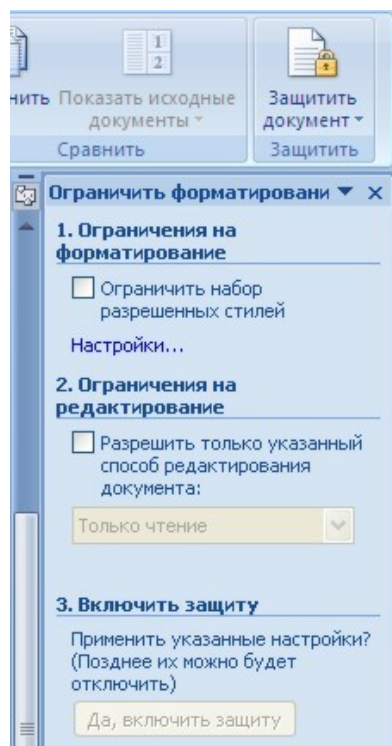 1
2
нить Показать исходные
документы
Защитить
документ
Сравнить
Защитить
Ограничить форматировани
1. Ограничения на
форматирование
Ограничить набор
разрешенных стилей
Настройки...
2. Ограничения на
редактирование
Разрешить только указанный
способ редактирования
документа:
Только чтение
3. Включить защиту
Применить указанные настройки?
(Позднее их можно будет
отключить)
Да, включить защиту